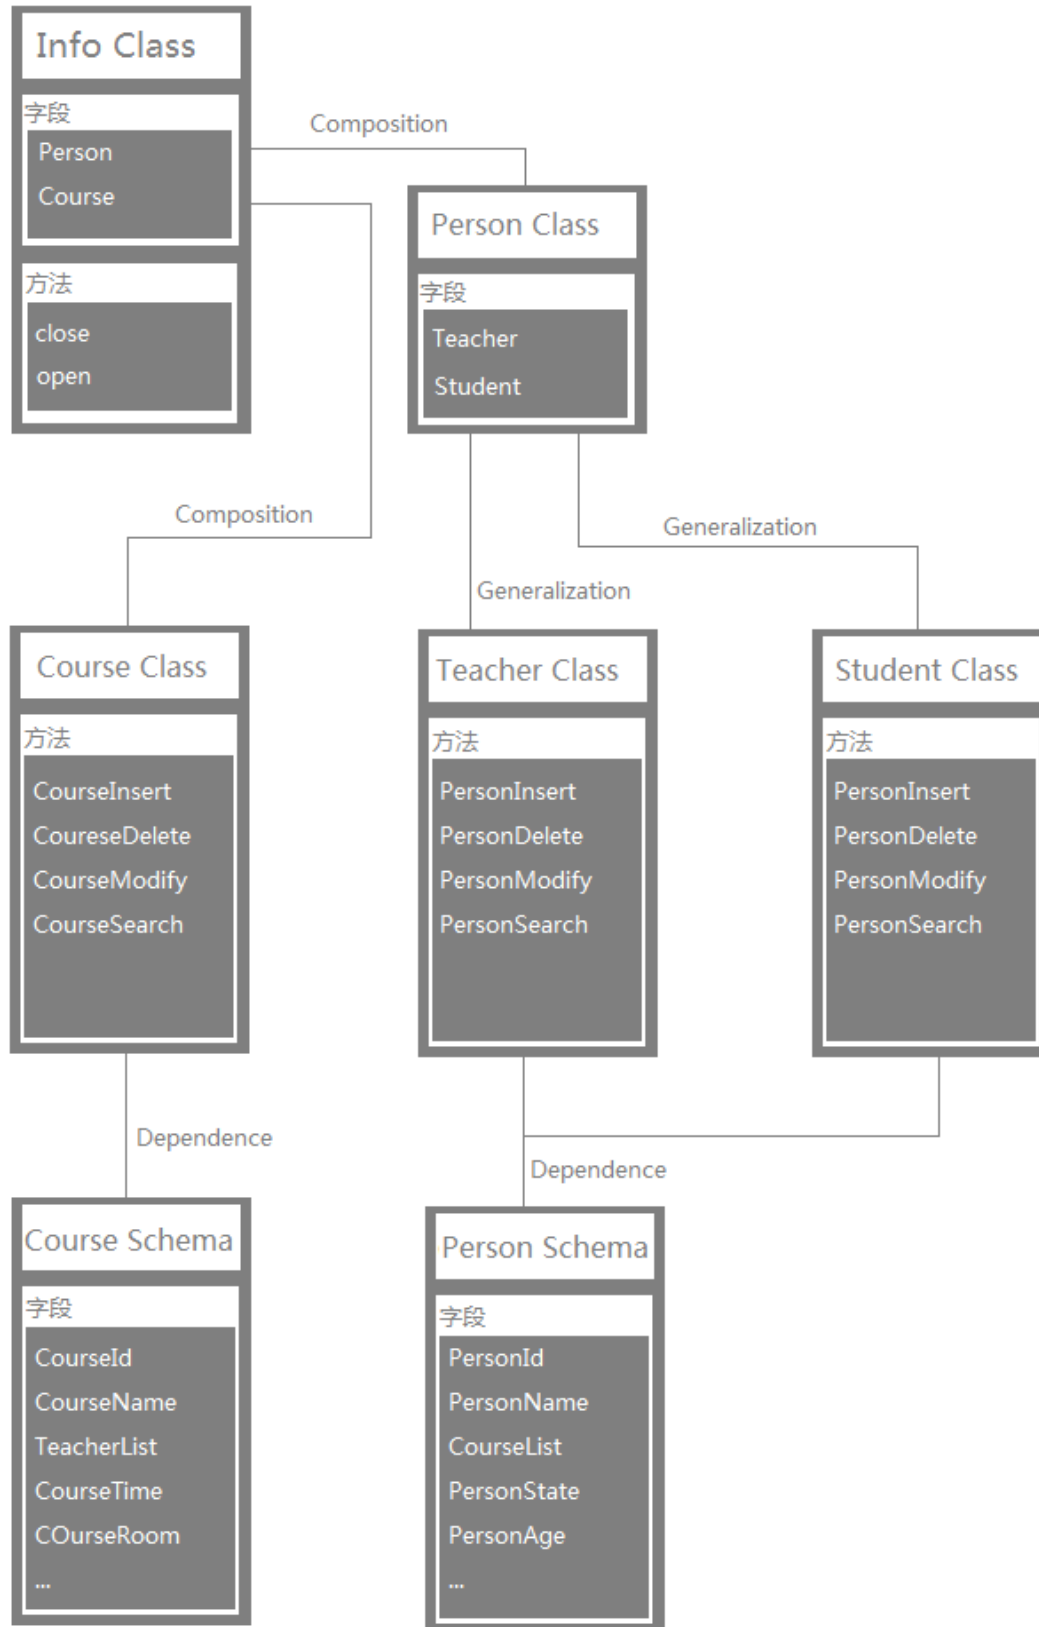 Info Class
字段
Person
Course
方法
close
open
Composition
Person Class
字段
Teacher
Student
Composition
Generalization
Generalization
Course Class
方法
CourseInsert
CoureseDelete
CourseModify
CourseSearch
Teacher Class
方法
PersonInsert
PersonDelete
PersonModify
PersonSearch
Student Class
方法
PersonInsert
PersonDelete
PersonModify
PersonSearch
Dependence
Dependence
Course Schema
字段
CourseId
CourseName
TeacherList
CourseTime
COurseRoom
...
Person Schema
字段
PersonId
PersonName
CourseList
PersonState
PersonAge
...